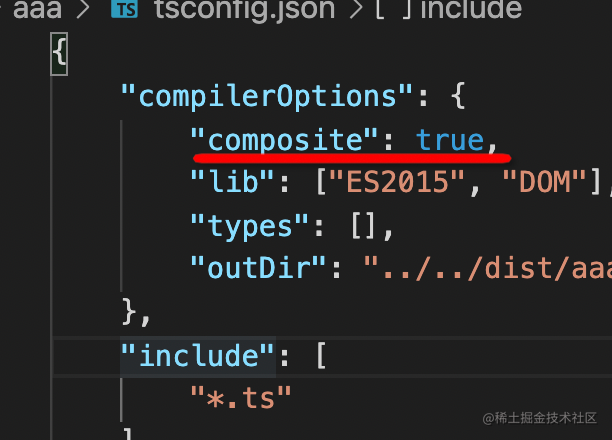 aaa > TS tsconfig.json > [ ] include
{
"compilerOptions": {
"composite": true,
"lib": ["ES2015", "DOM"],
"types": [],
"outDir": "../../dist/aaa
},
"include": [
"*.ts"
]
@稀土掘金技术社区